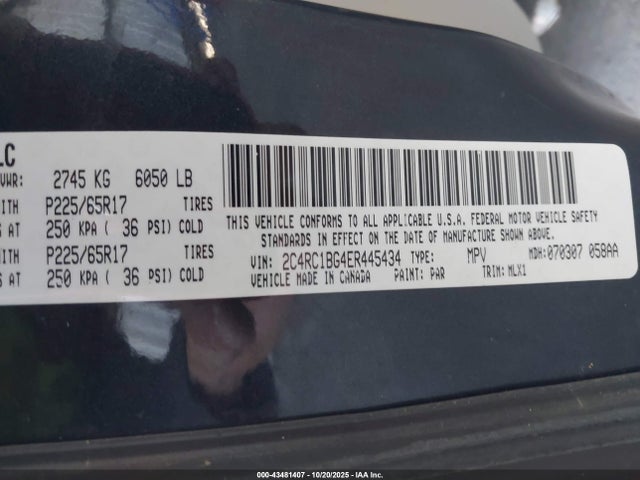 LC
VWR: 2745 KG 6050 LB
ITH P225/65R17 TIRES
S AT 250 KPA ( 36 PSI) COLD
ITH P225/65R17 TIRES
S AT 250 KPA ( 36 PSI) COLD
THIS VEHICLE CONFORMS TO ALL APPLICABLE U.S.A. FEDERAL MOTOR VEHICLE SAFETY
STANDARDS IN EFFECT ON THE DATE OF MANUFACTURE SHOWN ABOVE.
VIN: 2C4RC1BG4ER445434 TYPE: MPV MDH: 070307 058AA
VEHICLE MADE IN CANADA PAINT: PAR TRIM: MLX1
000-43481407 - 10/20/2025 - IAA Inc.